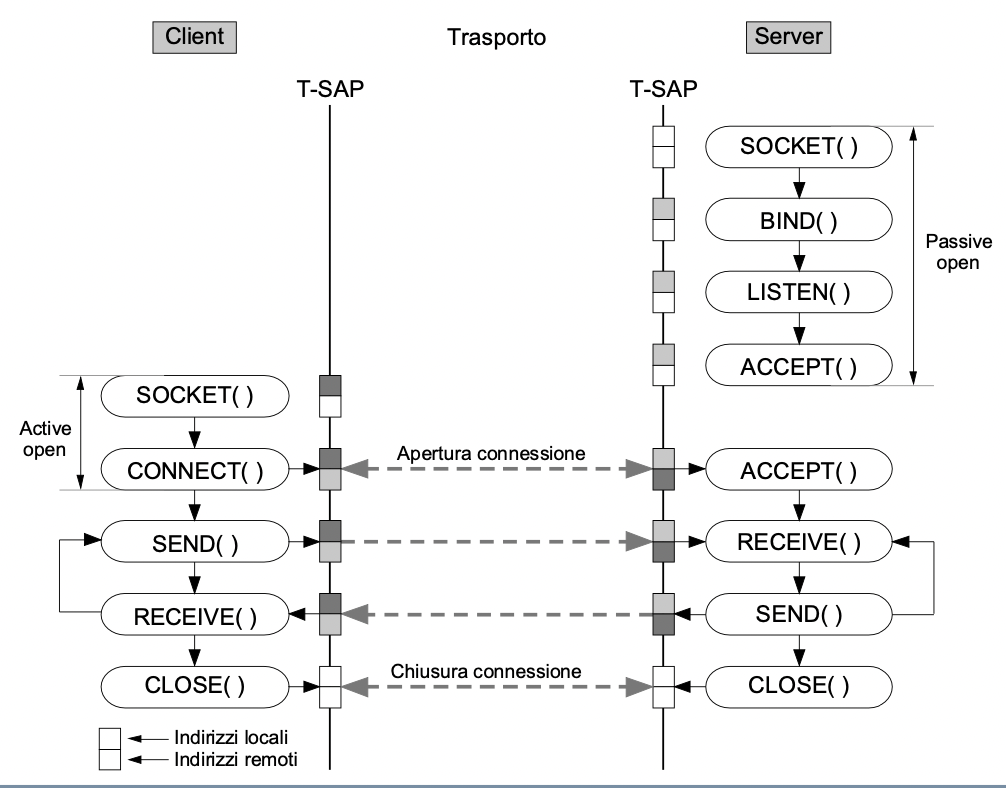 Client
Trasporto
Server
T-SAP
T-SAP
SOCKET( )
BIND( )
Passive
open
LISTEN( )
ACCEPT( )
SOCKET( )
Active
open
CONNECT( )
Apertura connessione
ACCEPT( )
SEND( )
RECEIVE( )
RECEIVE( )
SEND( )
CLOSE( )
Chiusura connessione
CLOSE( )
Indirizzi locali
Indirizzi remoti